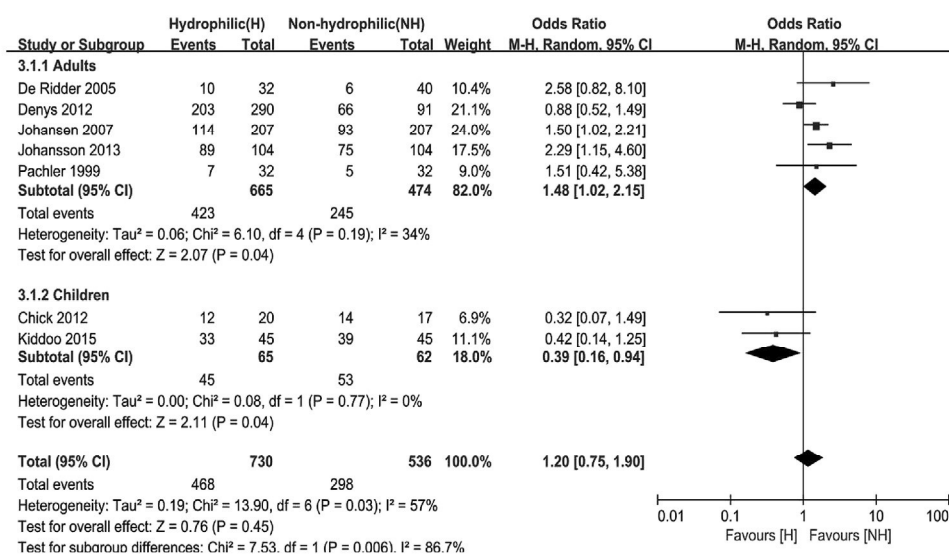 Hydrophilic(H) Non-hydrophilic(NH) Odds Ratio Odds Ratio
Study or Subgroup Events Total Events Total Weight M-H, Random, 95% CI M-H, Random, 95% CI
3.1.1 Adults
De Ridder 2005 10 32 6 40 10.4% 2.58 [0.82, 8.10]
Denys 2012 203 290 66 91 21.1% 0.88 [0.52, 1.49]
Johansen 2007 114 207 93 207 24.0% 1.50 [1.02, 2.21]
Johansson 2013 89 104 75 104 17.5% 2.29 [1.15, 4.60]
Pachler 1999 7 32 5 32 9.0% 1.51 [0.42, 5.38]
Subtotal (95% CI) 665 474 82.0% 1.48 [1.02, 2.15]
Total events 423 245
Heterogeneity: Tau² = 0.06; Chi² = 6.10, df = 4 (P = 0.19); I² = 34%
Test for overall effect: Z = 2.07 (P = 0.04)
3.1.2 Children
Chick 2012 12 20 14 17 6.9% 0.32 [0.07, 1.49]
Kiddoo 2015 33 45 39 45 11.1% 0.42 [0.14, 1.25]
Subtotal (95% CI) 65 62 18.0% 0.39 [0.16, 0.94]
Total events 45 53
Heterogeneity: Tau² = 0.00; Chi² = 0.08, df = 1 (P = 0.77); I² = 0%
Test for overall effect: Z = 2.11 (P = 0.04)
Total (95% CI) 730 536 100.0% 1.20 [0.75, 1.90]
Total events 468 298
Heterogeneity: Tau² = 0.19; Chi² = 13.90, df = 6 (P = 0.03); I² = 57%
Test for overall effect: Z = 0.76 (P = 0.45)
Test for subgroup differences: Chi² = 7.53, df = 1 (P = 0.006), I² = 86.7%
0.01 0.1 1 10 100
Favours [H] Favours [NH]